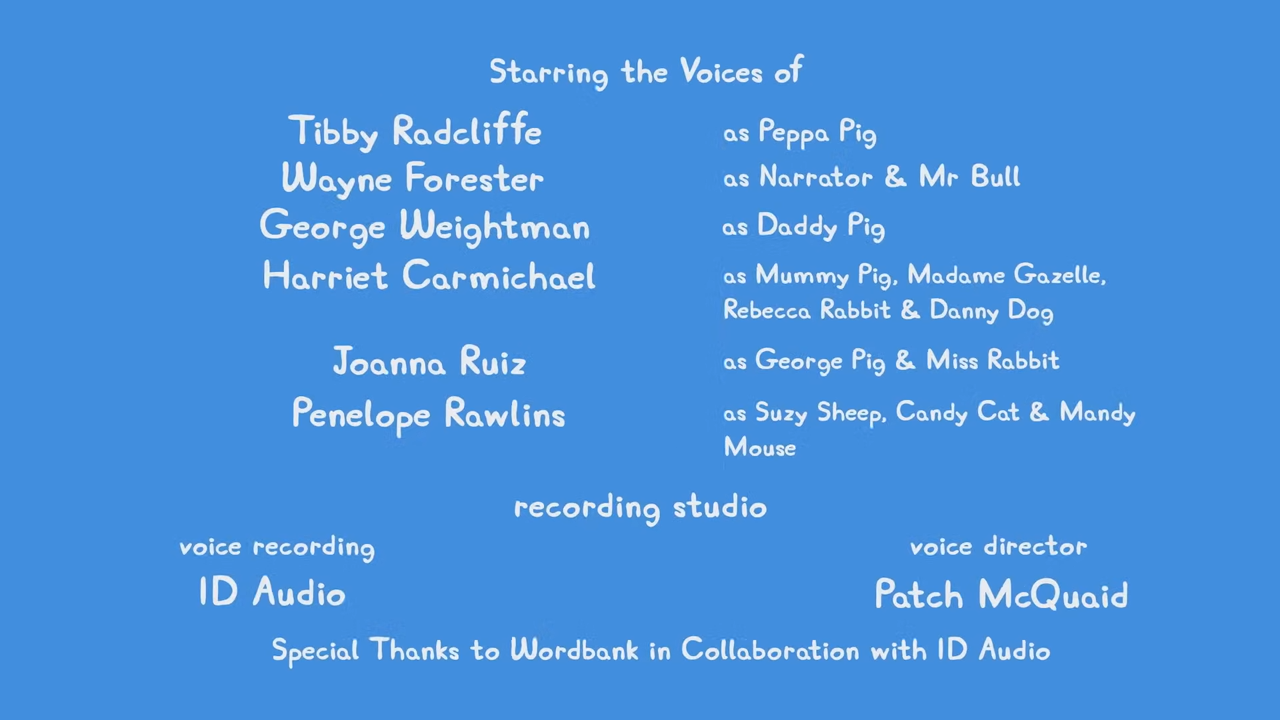 Starring the Voices of
Tibby Radcliffe as Peppa Pig
Wayne Forester as Narrator & Mr Bull
George Weightman as Daddy Pig
Harriet Carmichael as Mummy Pig, Madame Gazelle,
Rebecca Rabbit & Danny Dog
Joanna Ruiz as George Pig & Miss Rabbit
Penelope Rawlins as Suzy Sheep, Candy Cat & Mandy
Mouse
recording studio
voice recording voice director
ID Audio Patch McQuaid
Special Thanks to Wordbank in Collaboration with ID Audio